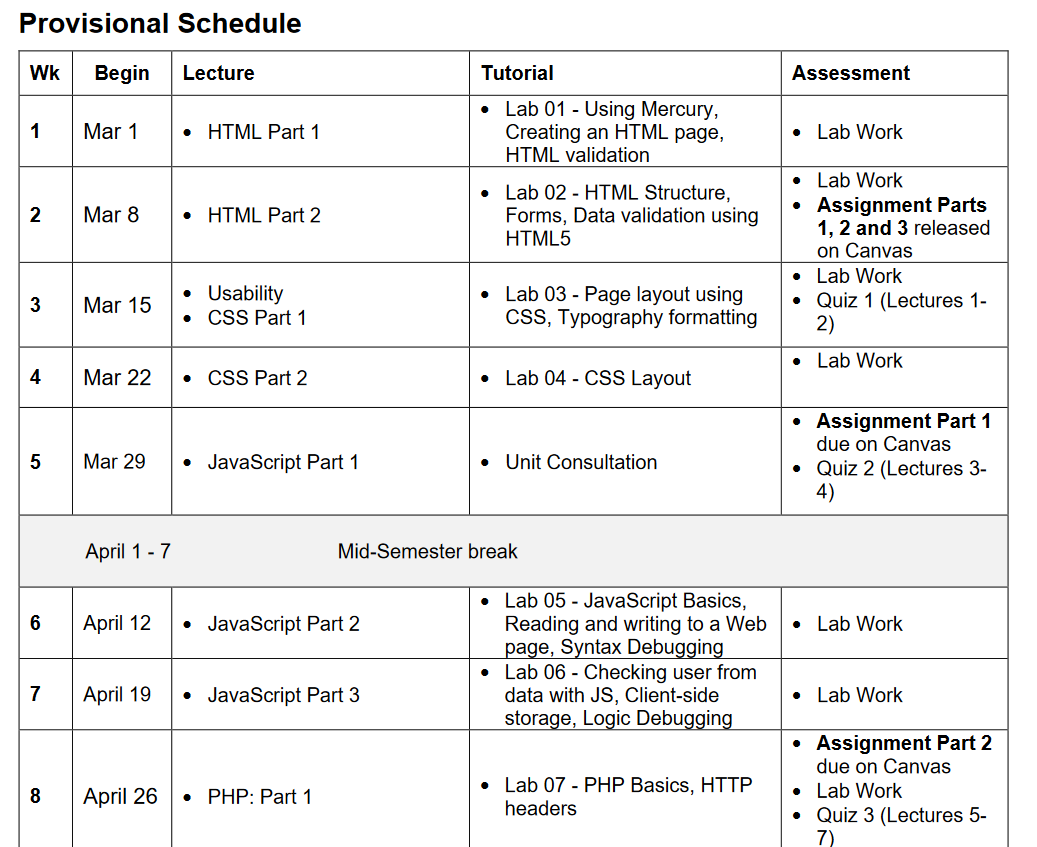 Provisional Schedule
Wk Begin Lecture Tutorial Assessment
1 Mar 1
• HTML Part 1
• Lab 01 - Using Mercury,
Creating an HTML page,
HTML validation
• Lab Work
2 Mar 8
• HTML Part 2
• Lab 02 - HTML Structure,
Forms, Data validation using
HTML5
• Lab Work
• Assignment Parts
1, 2 and 3 released
on Canvas
3 Mar 15
• Usability
• CSS Part 1
• Lab 03 - Page layout using
CSS, Typography formatting
• Lab Work
• Quiz 1 (Lectures 1-
2)
4 Mar 22
• CSS Part 2
• Lab 04 - CSS Layout
• Lab Work
5 Mar 29
• JavaScript Part 1
• Unit Consultation
• Assignment Part 1
due on Canvas
• Quiz 2 (Lectures 3-
4)
April 1 - 7 Mid-Semester break
6 April 12
• JavaScript Part 2
• Lab 05 - JavaScript Basics,
Reading and writing to a Web
page, Syntax Debugging
• Lab Work
7 April 19
• JavaScript Part 3
• Lab 06 - Checking user from
data with JS, Client-side
storage, Logic Debugging
• Lab Work
8 April 26
• PHP: Part 1
• Lab 07 - PHP Basics, HTTP
headers
• Assignment Part 2
due on Canvas
• Lab Work
• Quiz 3 (Lectures 5-
7)